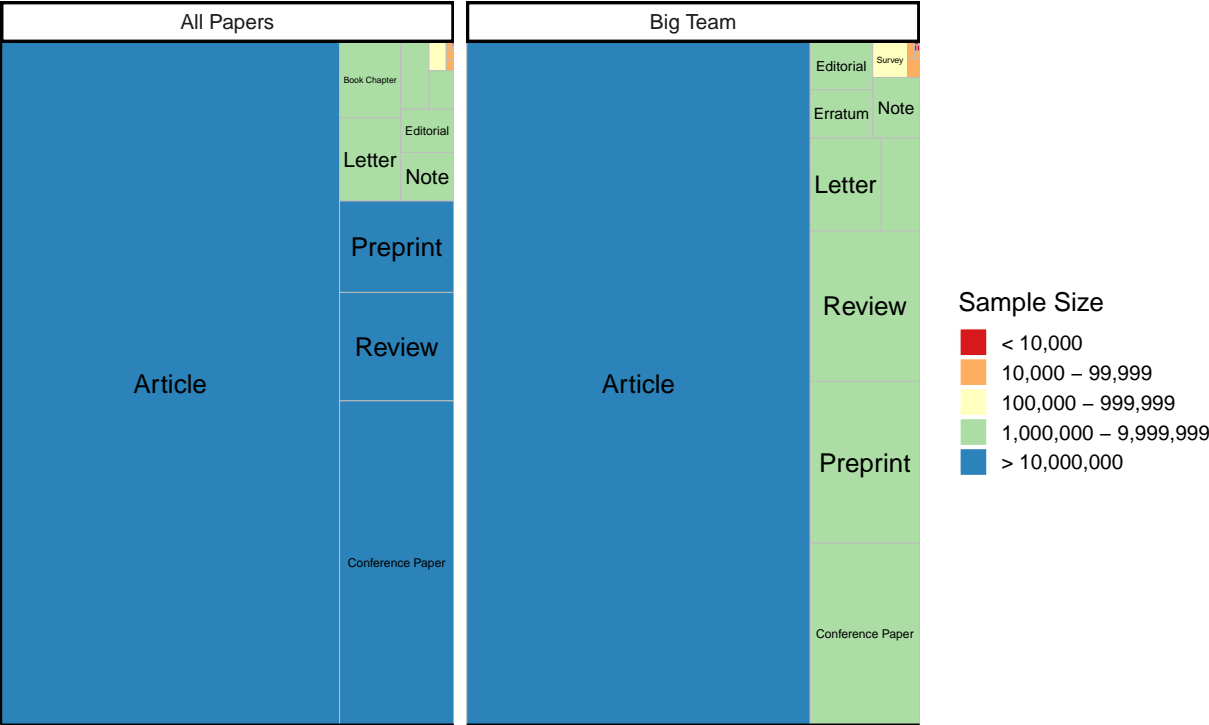 All Papers
Big Team
Book Chapter
Editorial
Letter
Note
Preprint
Review
Article
Conference Paper
Editorial
Survey
Erratum
Note
Letter
Review
Article
Preprint
Conference Paper
Sample Size
< 10,000
10,000 – 99,999
100,000 – 999,999
1,000,000 – 9,999,999
> 10,000,000